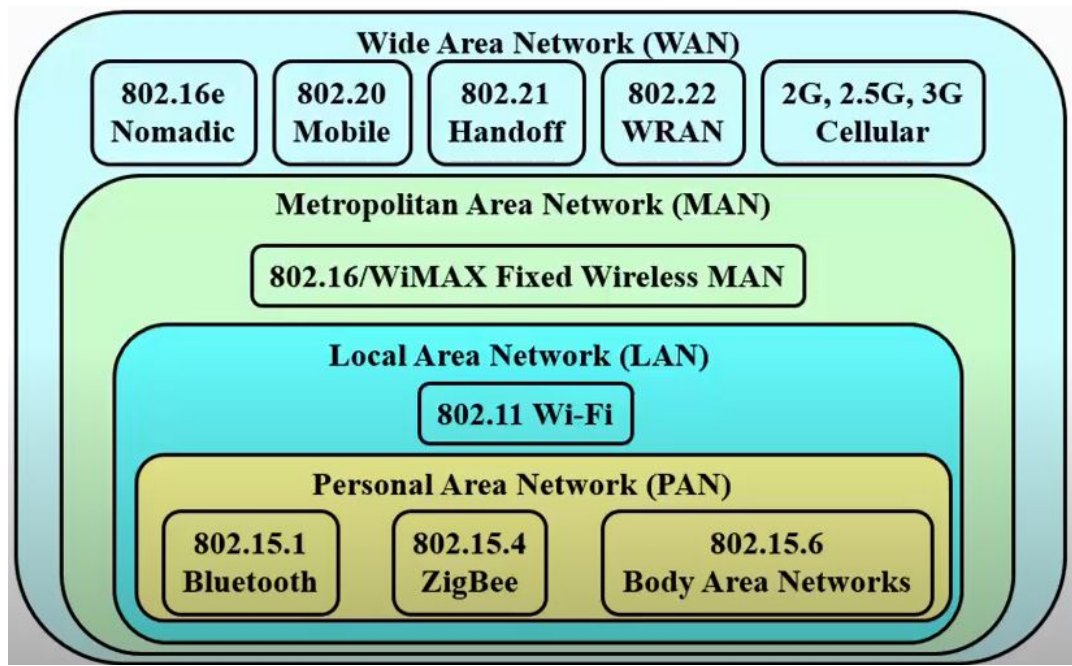 Wide Area Network (WAN)
802.16e
Nomadic
802.20
Mobile
802.21
Handoff
802.22
WRAN
2G, 2.5G, 3G
Cellular
Metropolitan Area Network (MAN)
802.16/WiMAX Fixed Wireless MAN
Local Area Network (LAN)
802.11 Wi-Fi
Personal Area Network (PAN)
802.15.1
Bluetooth
802.15.4
ZigBee
802.15.6
Body Area Networks